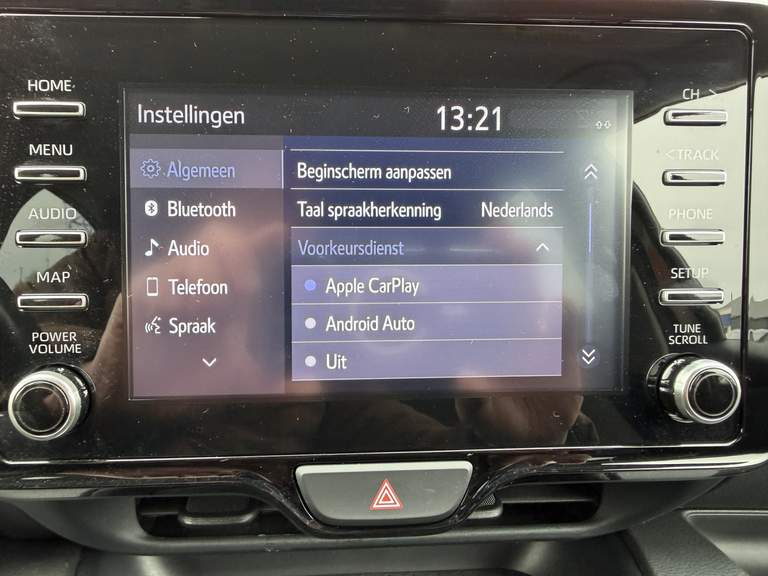 HOME
MENU
AUDIO
MAP
POWER
VOLUME
Instellingen 13:21
Algemeen
Bluetooth
Audio
Telefoon
Spraak
Beginscherm aanpassen
Taal spraakherkenning Nederlands
Voorkeursdienst
Apple CarPlay
Android Auto
Uit
CH >
< TRACK
PHONE
SETUP
TUNE
SCROLL